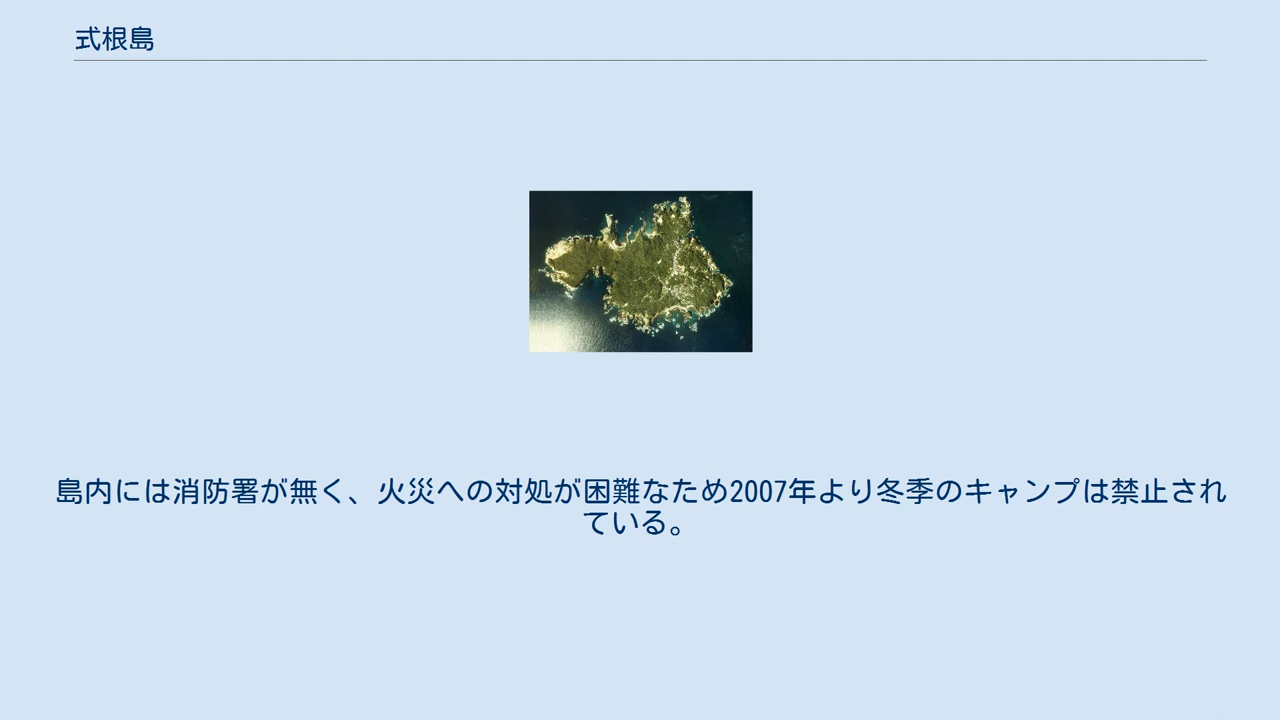 式根島
島内には消防署が無く、火災への対処が困難なため2007年より冬季のキャンプは禁止され
ている。